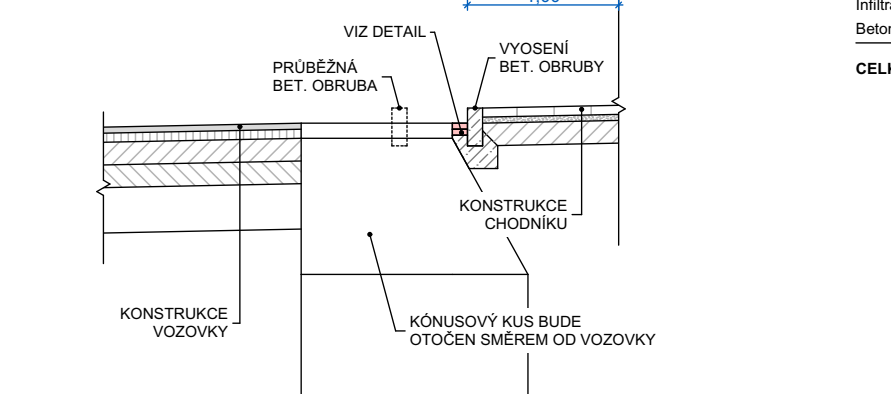 VIZ DETAIL
VYOSENÍ
BET. OBRUBY
PRŮBĚŽNÁ
BET. OBRUBA
KONSTRUKCE
CHODNÍKU
KONSTRUKCE
VOZOVKY
KÓNUSOVÝ KUS BUDE
OTOČEN SMĚREM OD VOZOVKY